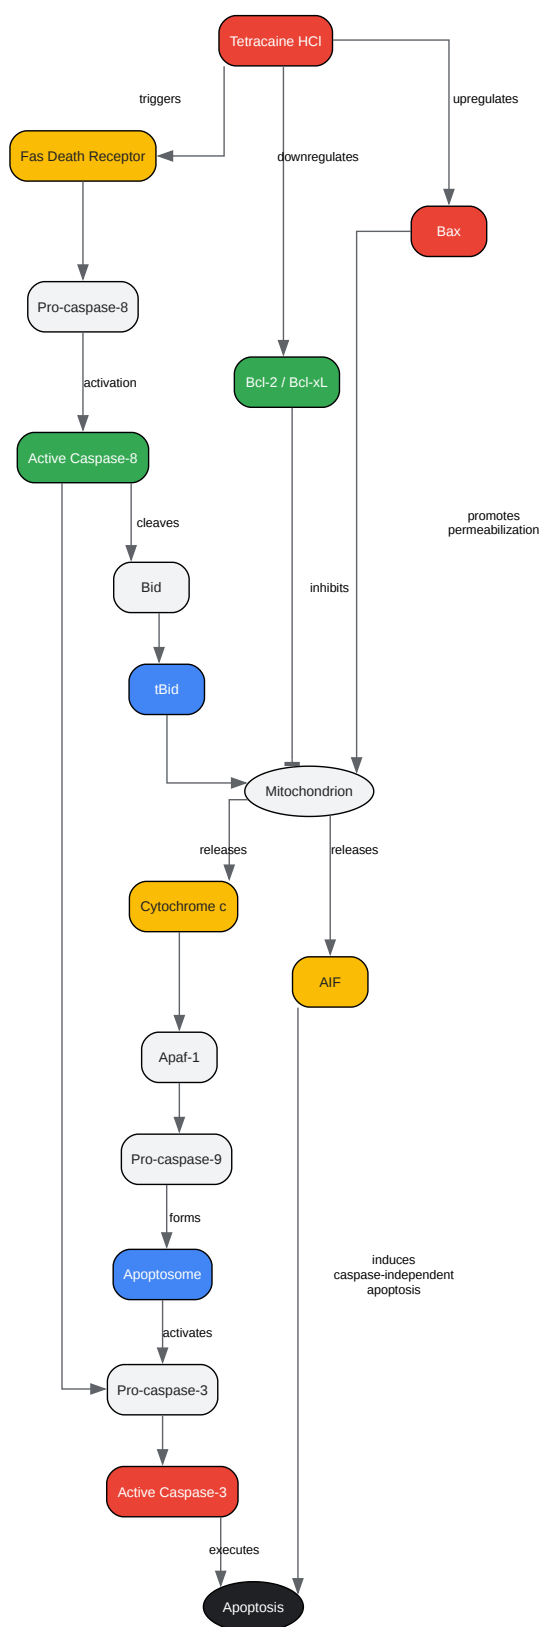 Tetracaine HCl
triggers
upregulates
Fas Death Receptor
downregulates
Bax
Pro-caspase-8
activation
Bcl-2 / Bcl-xL
Active Caspase-8
cleaves
promotes
permeabilization
Bid
inhibits
tBid
Mitochondrion
releases
releases
Cytochrome c
AIF
Apaf-1
Pro-caspase-9
forms
Apoptosome
induces
caspase-independent
apoptosis
activates
Pro-caspase-3
Active Caspase-3
executes
Apoptosis